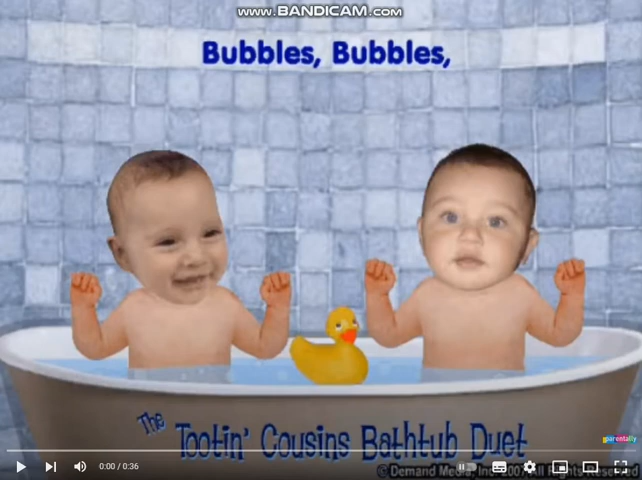 WWW.BANDICAM.COM
Bubbles, Bubbles,
The Tootin' Cousins Bathtub Duet
parentally
0:00 / 0:36
© Demand Media, Inc. 2007 All Rights Reserved